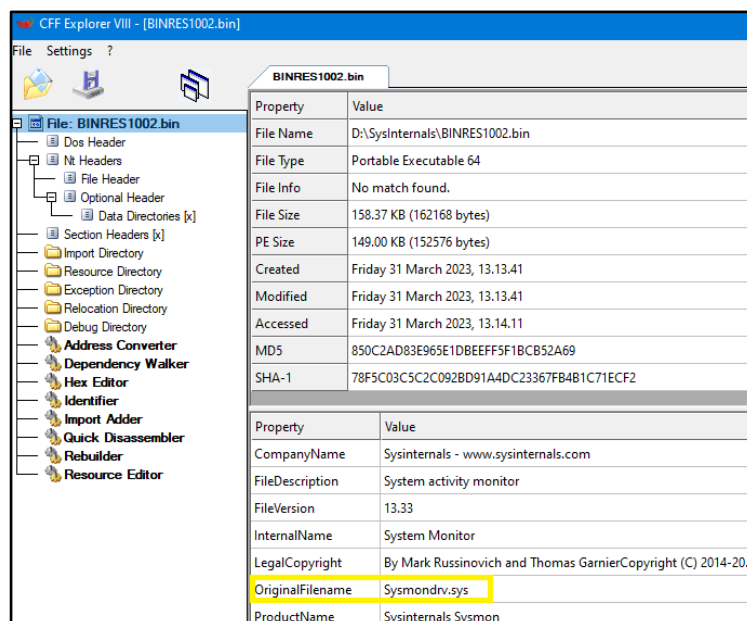 CFF Explorer VIII - [BINRES1002.bin]
File Settings ?
BINRES1002.bin
File: BINRES1002.bin
Dos Header
Nt Headers
File Header
Optional Header
Data Directories [x]
Section Headers [x]
Import Directory
Resource Directory
Exception Directory
Relocation Directory
Debug Directory
Address Converter
Dependency Walker
Hex Editor
Identifier
Import Adder
Quick Disassembler
Rebuilder
Resource Editor
Property Value
File Name D:\SysInternals\BINRES1002.bin
File Type Portable Executable 64
File Info No match found.
File Size 158.37 KB (162168 bytes)
PE Size 149.00 KB (152576 bytes)
Created Friday 31 March 2023, 13.13.41
Modified Friday 31 March 2023, 13.13.41
Accessed Friday 31 March 2023, 13.14.11
MD5 850C2AD83E965E1DBEEFF5F1BCB52A69
SHA-1 78F5C03C5C2C092BD91A4DC23367FB4B1C71ECF2
Property Value
CompanyName Sysinternals - www.sysinternals.com
FileDescription System activity monitor
FileVersion 13.33
InternalName System Monitor
LegalCopyright By Mark Russinovich and Thomas GarnierCopyright (C) 2014-20.
OriginalFilename Sysmondrv.sys
ProductName Sysinternals Sysmon